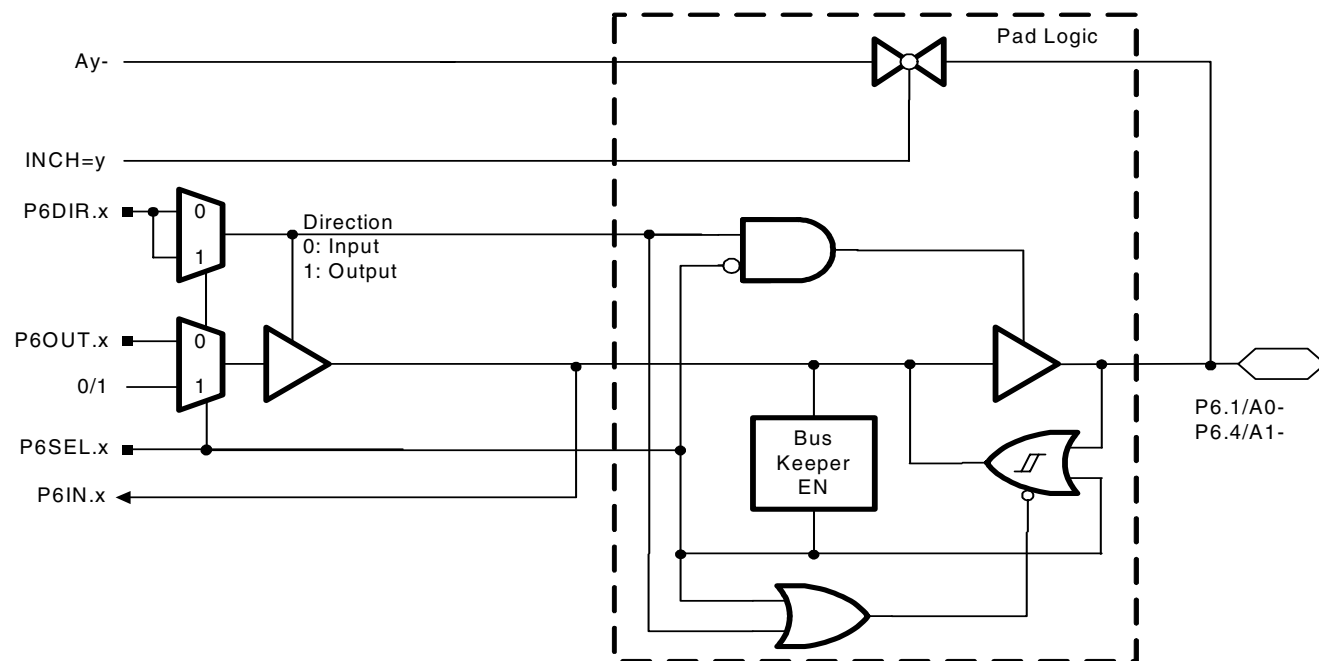 Pad Logic
Ay-
INCH=y
P6DIR.x
0
1
Direction
0: Input
1: Output
P6OUT.x
0
0/1
1
P6SEL.x
P6IN.x
Bus
Keeper
EN
P6.1/A0-
P6.4/A1-